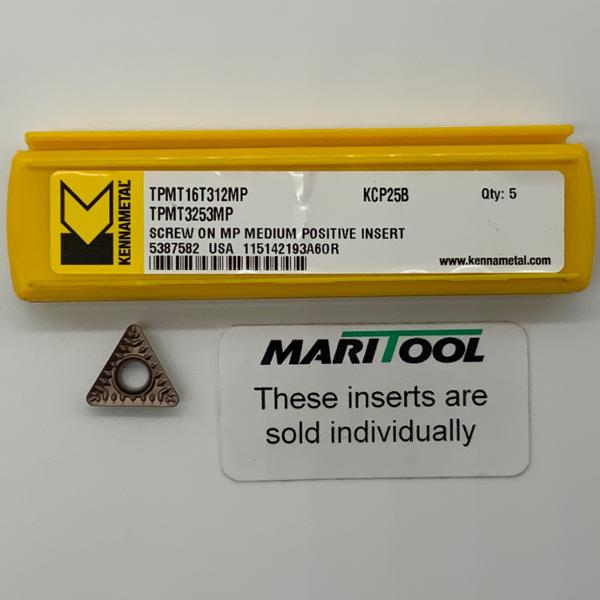 KENNAMETAL®
TPMT16T312MP KCP25B Qty: 5
TPMT3253MP
SCREW ON MP MEDIUM POSITIVE INSERT
5387582 USA 115142193A60R
www.kennametal.com
MARITOOL
These inserts are
sold individually